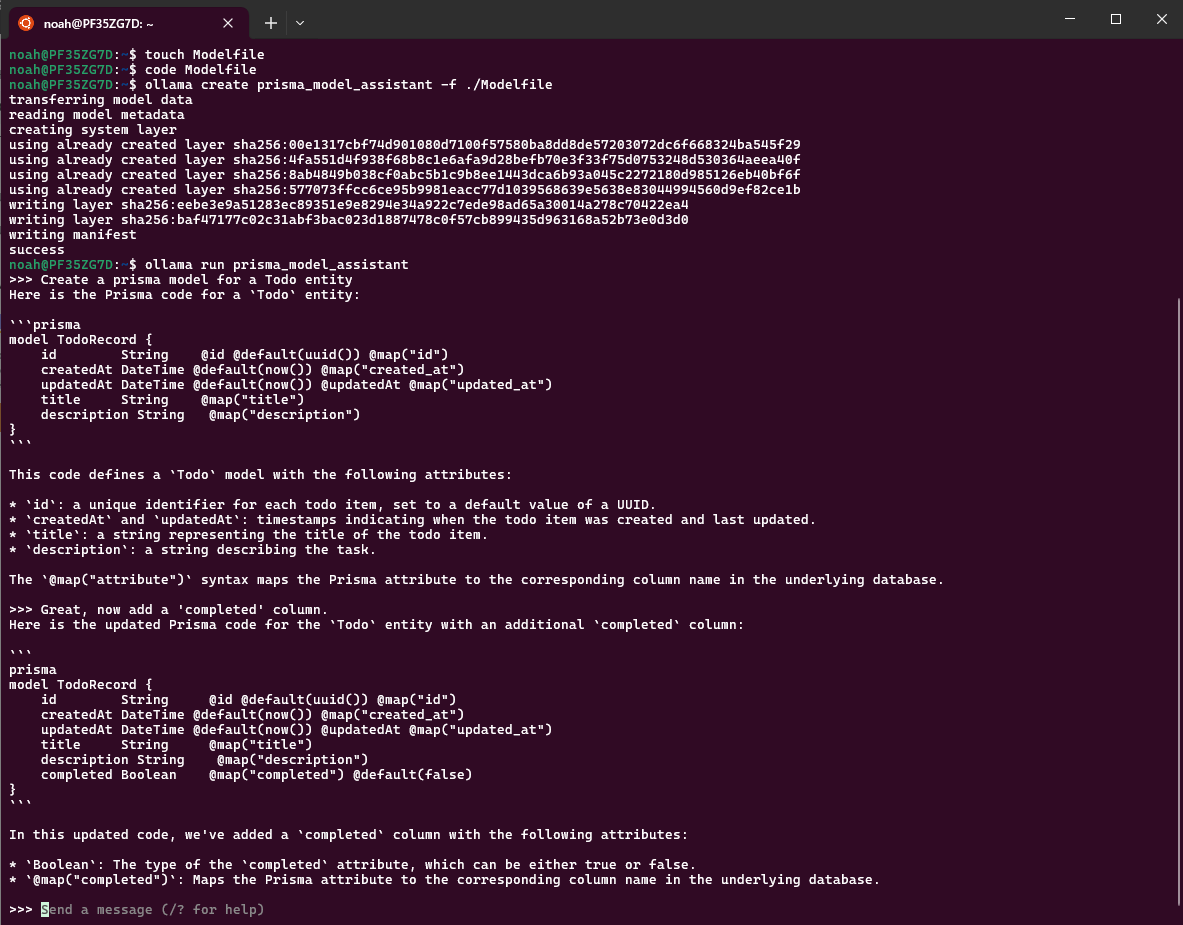 noah@PF35ZG7D: ~
noah@PF35ZG7D:~$ touch Modelfile
noah@PF35ZG7D:~$ code Modelfile
noah@PF35ZG7D:~$ ollama create prisma_model_assistant -f ./Modelfile
transferring model data
reading model metadata
creating system layer
using already created layer sha256:00e1317cbf74d901080d7100f57580ba8dd8de57203072dc6f668324ba545f29
using already created layer sha256:4fa551d4f938f68b8c1e6afa9d28befb70e3f33f75d0753248d530364aeea40f
using already created layer sha256:8ab4849b038cf0abc5b1c9b8ee1443dca6b93a045c2272180d985126eb40bf6f
using already created layer sha256:577073ffcc6ce95b9981eacc77d1039568639e5638e83044994560d9ef82ce1b
writing layer sha256:eebe3e9a51283ec89351e9e8294e34a922c7ede98ad65a30014a278c70422ea4
writing layer sha256:baf47177c02c31abf3bac023d1887478c0f57cb899435d963168a52b73e0d3d0
writing manifest
success
noah@PF35ZG7D:~$ ollama run prisma_model_assistant
>>> Create a prisma model for a Todo entity
Here is the Prisma code for a `Todo` entity:
```prisma
model TodoRecord {
    id        String    @id @default(uuid()) @map("id")
    createdAt DateTime @default(now()) @map("created_at")
    updatedAt DateTime @default(now()) @updatedAt @map("updated_at")
    title     String    @map("title")
    description String   @map("description")
}
```
This code defines a `Todo` model with the following attributes:
* `id`: a unique identifier for each todo item, set to a default value of a UUID.
* `createdAt` and `updatedAt`: timestamps indicating when the todo item was created and last updated.
* `title`: a string representing the title of the todo item.
* `description`: a string describing the task.
The `@map("attribute")` syntax maps the Prisma attribute to the corresponding column name in the underlying database.
>>> Great, now add a 'completed' column.
Here is the updated Prisma code for the `Todo` entity with an additional `completed` column:
```
prisma
model TodoRecord {
    id        String     @id @default(uuid()) @map("id")
    createdAt DateTime @default(now()) @map("created_at")
    updatedAt DateTime @default(now()) @updatedAt @map("updated_at")
    title     String     @map("title")
    description String    @map("description")
    completed Boolean    @map("completed") @default(false)
}
```
In this updated code, we've added a `completed` column with the following attributes:
* `Boolean`: The type of the `completed` attribute, which can be either true or false.
* `@map("completed")`: Maps the Prisma attribute to the corresponding column name in the underlying database.
>>> Send a message (/? for help)